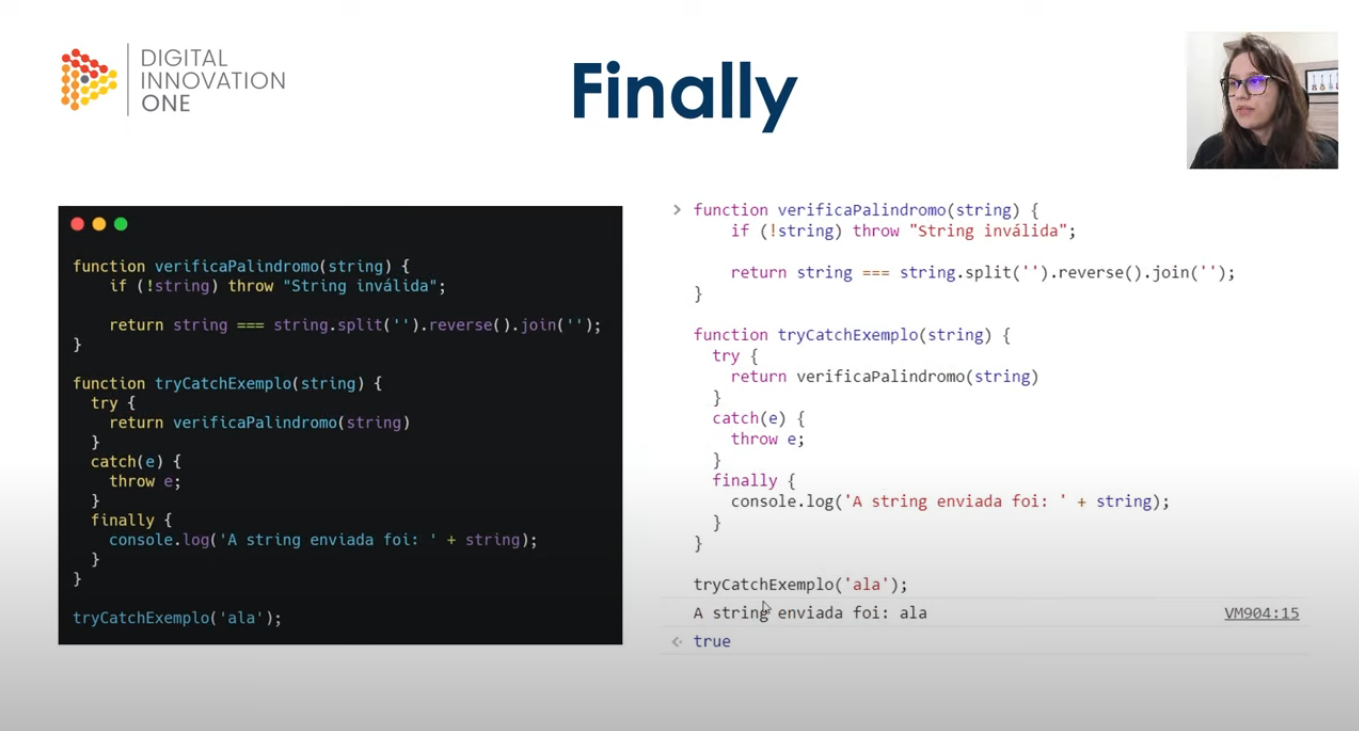 DIGITAL
INNOVATION
ONE
Finally
function verificaPalindromo(string) {
if (!string) throw "String inválida";
return string === string.split('').reverse().join('');
}
function tryCatchExemplo(string) {
try {
return verificaPalindromo(string)
}
catch(e) {
throw e;
}
finally {
console.log('A string enviada foi: ' + string);
}
}
tryCatchExemplo('ala');
> function verificaPalindromo(string) {
if (!string) throw "String inválida";
return string === string.split('').reverse().join('');
}
function tryCatchExemplo(string) {
try {
return verificaPalindromo(string)
}
catch(e) {
throw e;
}
finally {
console.log('A string enviada foi: ' + string);
}
}
tryCatchExemplo('ala');
A string enviada foi: ala VM904:15
<· true